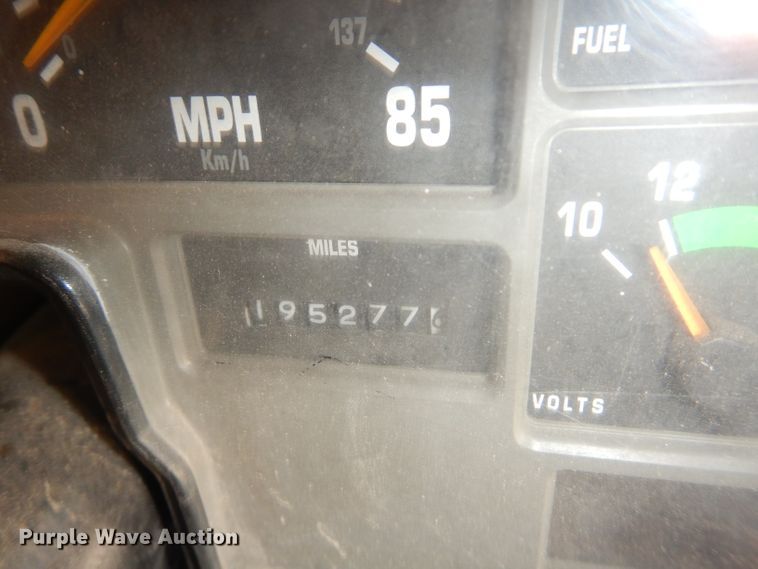 0
137
FUEL
0 MPH 85
Km/h
12
10
MILES
195277
VOLTS
Purple Wave Auction